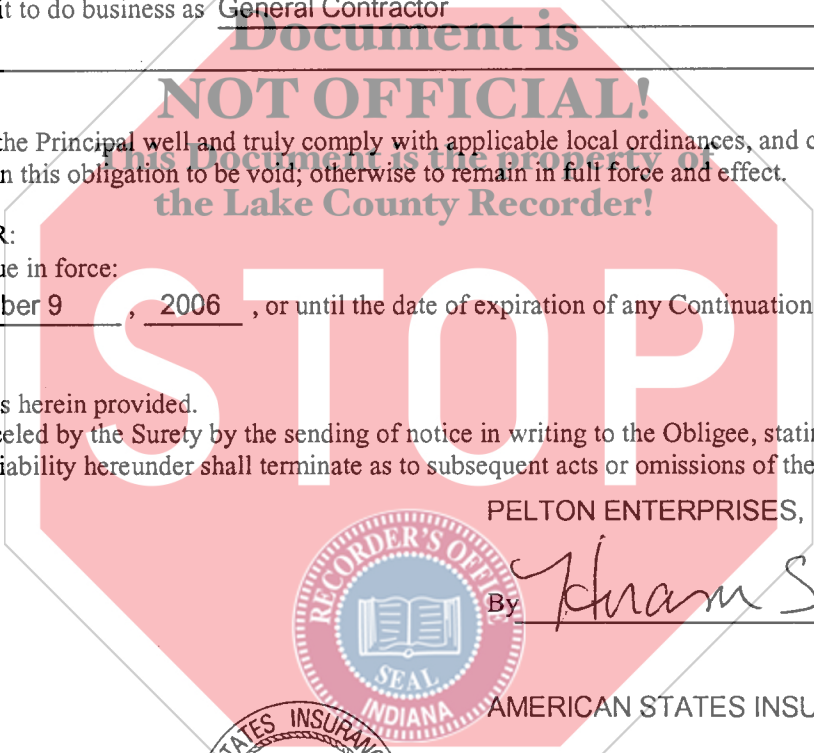 it to do business as General Contractor
Document is
NOT OFFICIAL!
the Principal well and truly comply with applicable local ordinances, and c
This Document is the property of
n this obligation to be void; otherwise to remain in full force and effect.
the Lake County Recorder!
R:
ue in force:
ber 9 , 2006 , or until the date of expiration of any Continuation
STOP
s herein provided.
celed by the Surety by the sending of notice in writing to the Obligee, statin
iability hereunder shall terminate as to subsequent acts or omissions of the
PELTON ENTERPRISES,
RECORDER'S OFFICE
By Hiram S
SEAL
INDIANA
AMERICAN STATES INSU
TATES INSURANC